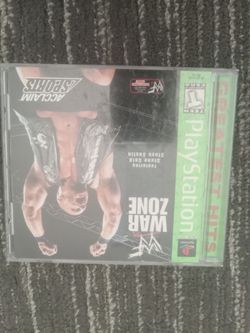 GREATEST HITS
PlayStation
WAR
ZONE
Featuring
Stone Cold
Steve Austin
ACCLAIM
SPORTS